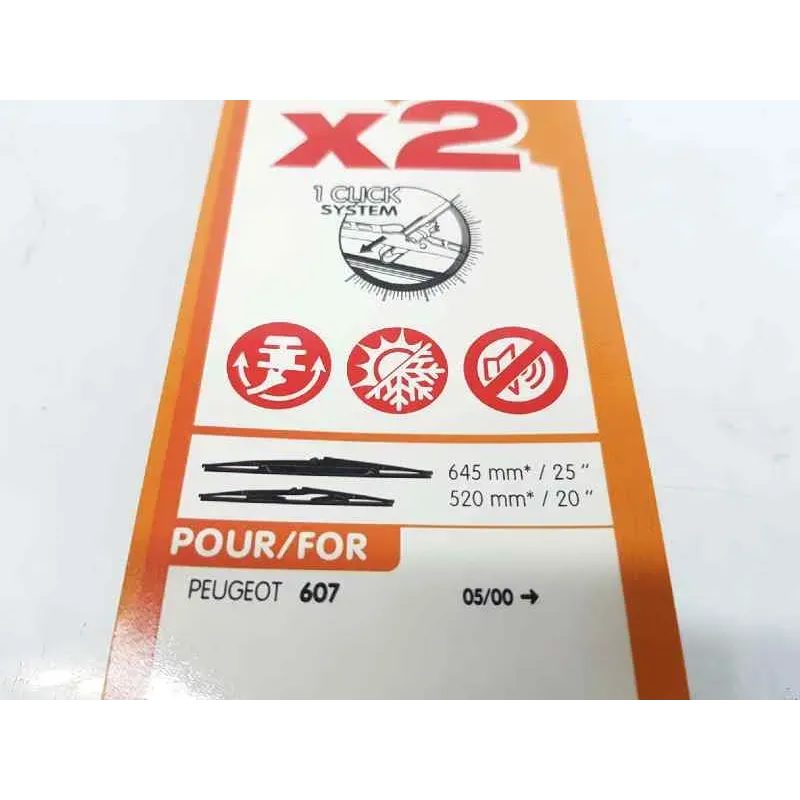 x2
1 CLICK
SYSTEM
645 mm* / 25 "
520 mm* / 20 "
POUR/FOR
PEUGEOT 607 05/00 →